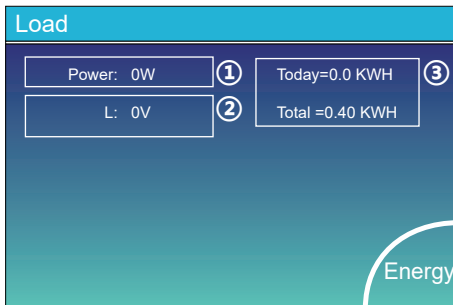 Load
Power: 0W
①
L: 0V
②
Today=0.0 KWH
③
Total =0.40 KWH
Energy